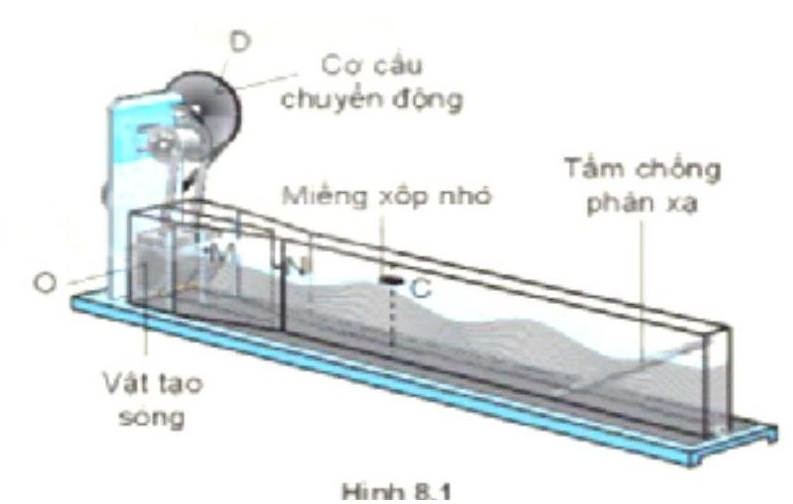 D
Cơ cấu
chuyển động
Miếng xốp nhỏ
Tấm chống
phản xạ
M
N
C
O
Vật tạo
sóng
Hình 8.1